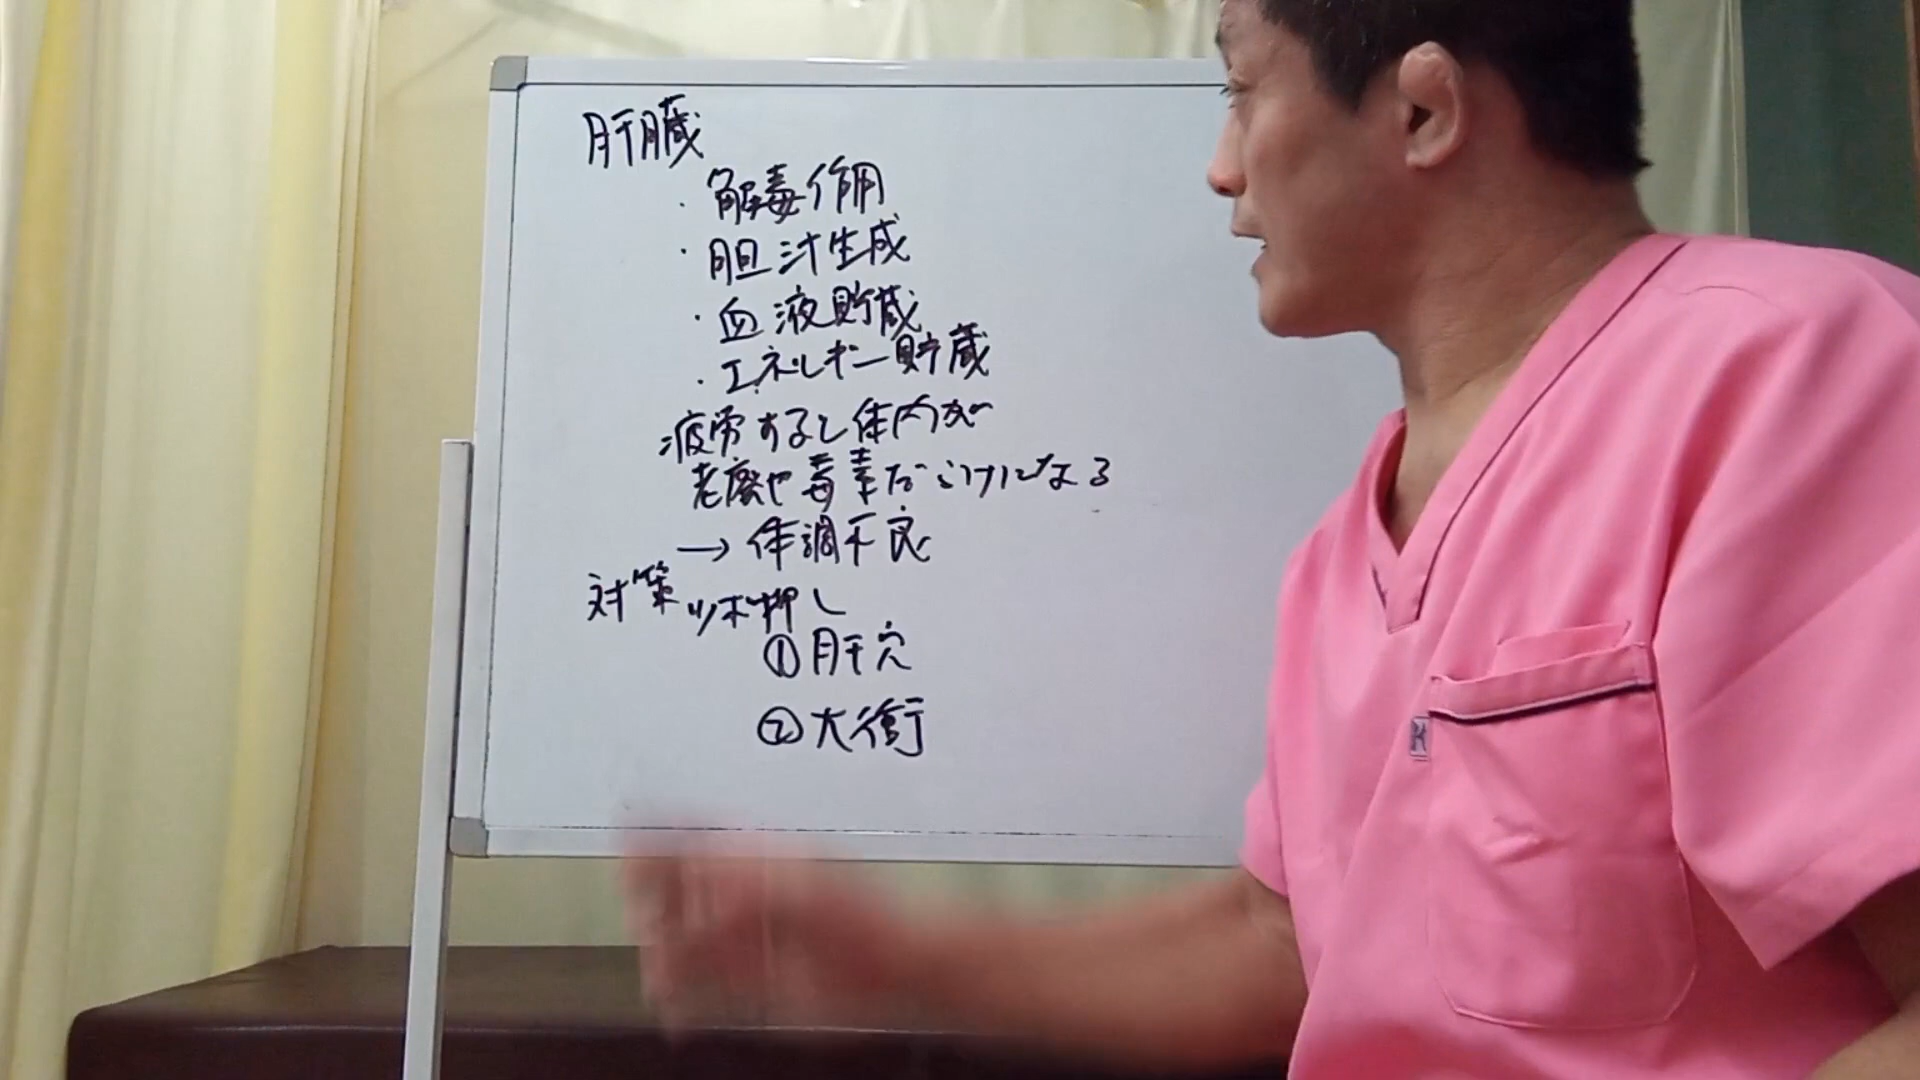 肝臓
・解毒作用
・胆汁生成
・血液貯蔵
・エネルギー貯蔵
疲労すると体内が
老廃や毒素だらけになる
→体調不良
対策 ツボ押し
①肝穴
②大衝
K